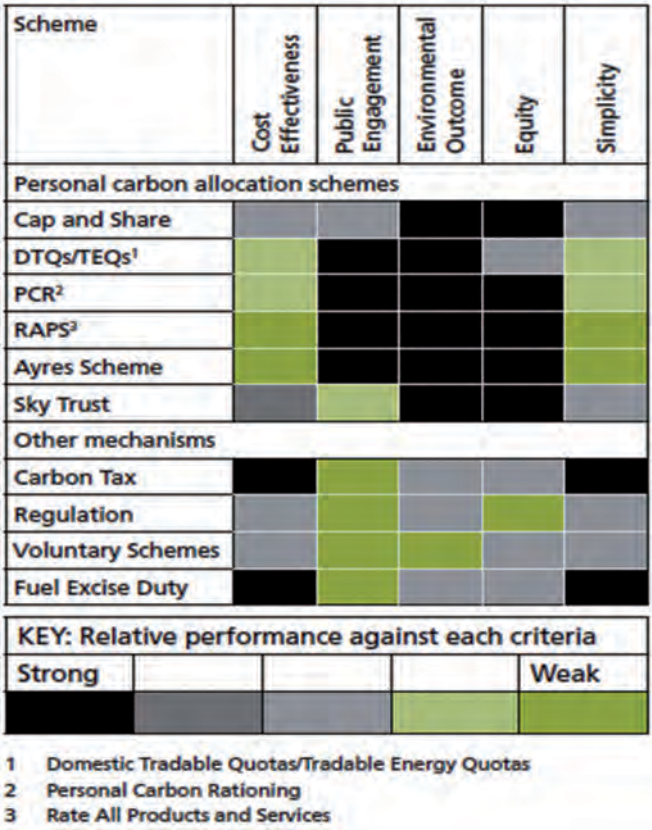 Scheme
Cost
Effectiveness
Public
Engagement
Environmental
Outcome
Equity
Simplicity
Personal carbon allocation schemes
Cap and Share
DTQs/TEQs¹
PCR²
RAPS³
Ayres Scheme
Sky Trust
Other mechanisms
Carbon Tax
Regulation
Voluntary Schemes
Fuel Excise Duty
KEY: Relative performance against each criteria
Strong Weak
1 Domestic Tradable Quotas/Tradable Energy Quotas
2 Personal Carbon Rationing
3 Rate All Products and Services